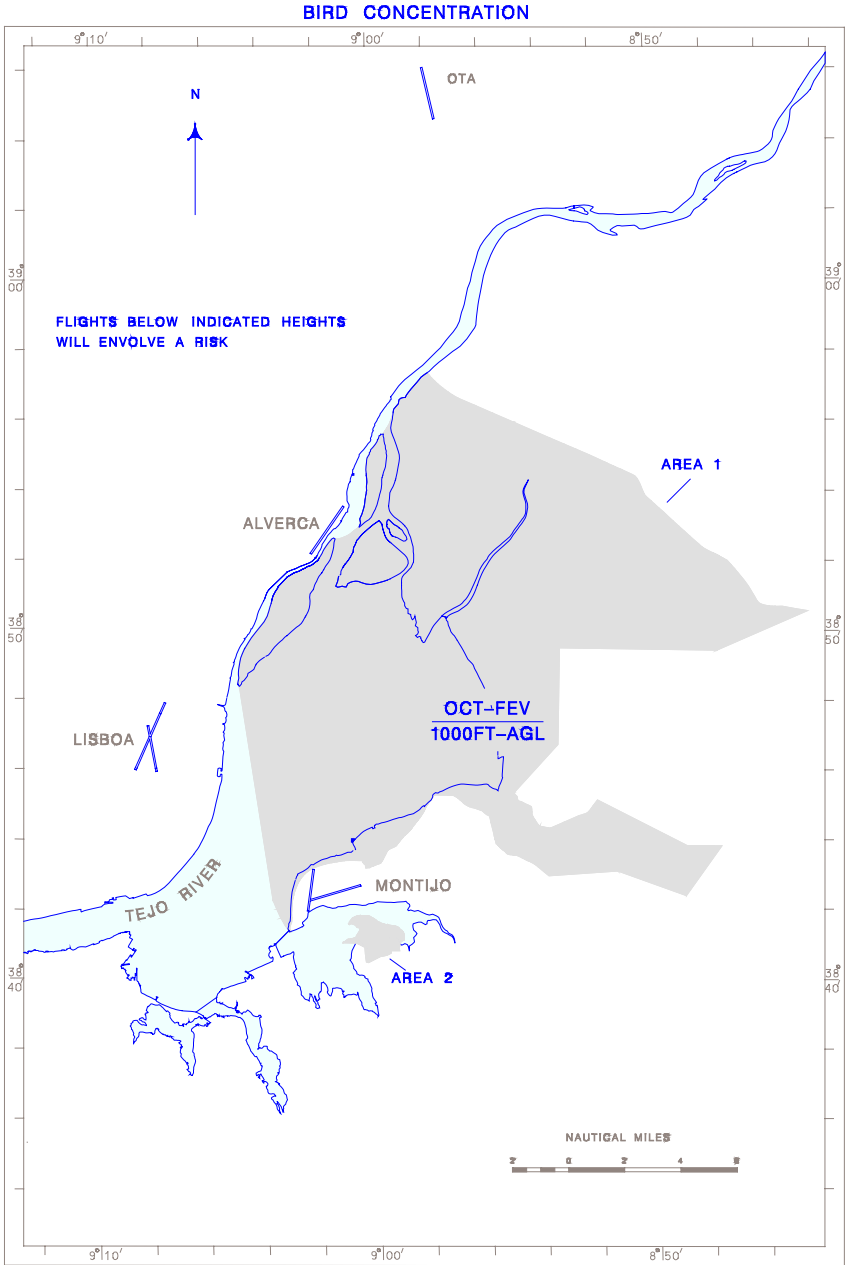 BIRD CONCENTRATION
9° 10'
9° 00'
8° 50'
OTA
N
39° 00'
39° 00'
FLIGHTS BELOW INDICATED HEIGHTS
WILL ENVOLVE A RISK
AREA 1
ALVERCA
38° 50'
38° 50'
OCT-FEV
1000FT-AGL
LISBOA
MONTIJO
TEJO RIVER
38° 40'
38° 40'
AREA 2
NAUTICAL MILES
2 0 2 4 6
9° 10'
9° 00'
8° 50'